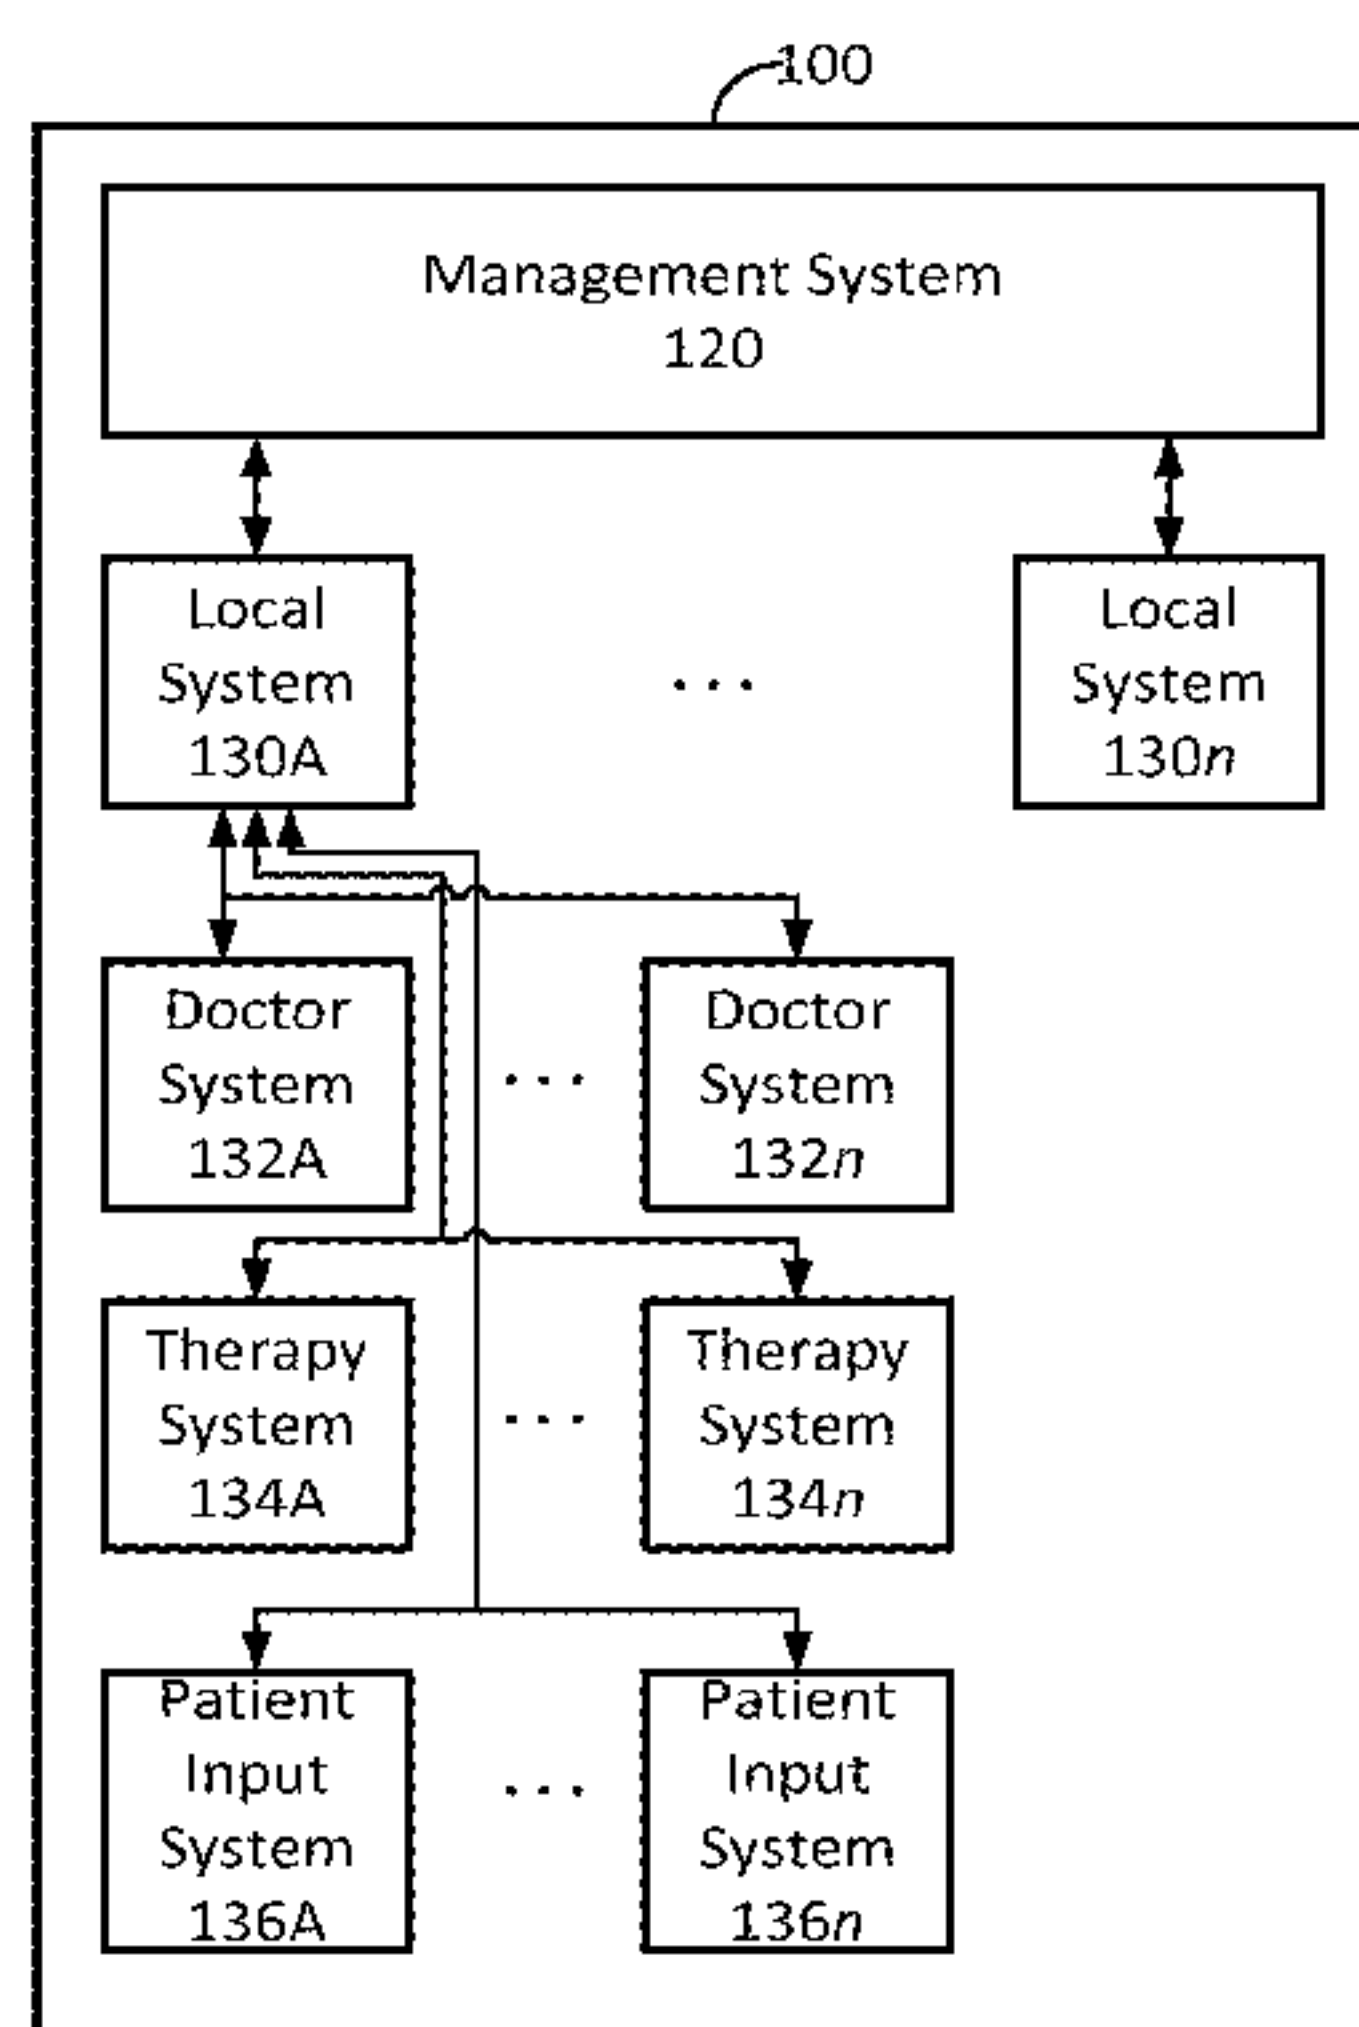 100
Management System
120
Local
System
130A
...
Local
System
130n
Doctor
System
132A
...
Doctor
System
132n
Therapy
System
134A
...
Therapy
System
134n
Patient
Input
System
136A
...
Patient
Input
System
136n